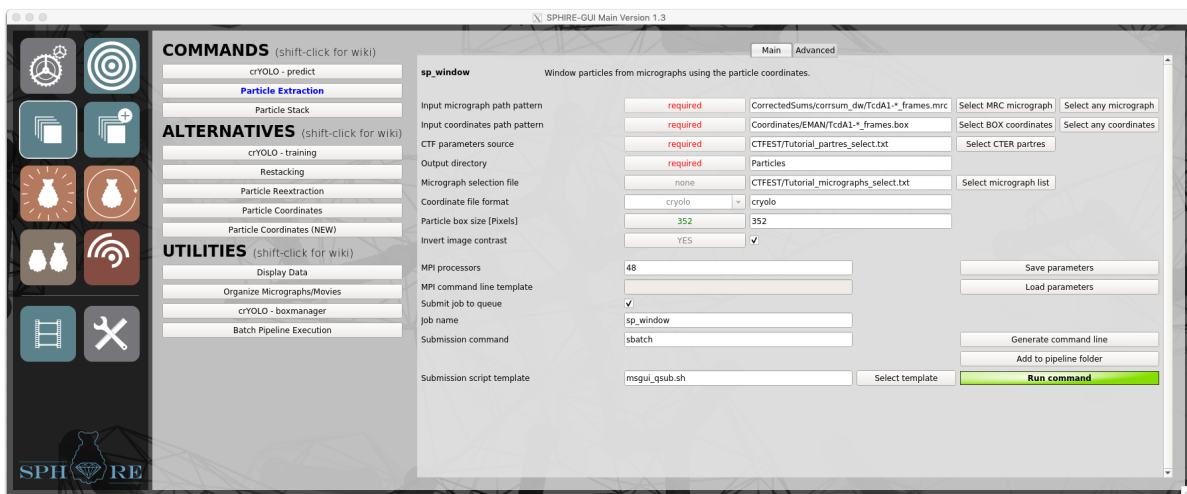 SPHIRE-GUI Main Version 1.3
COMMANDS (shift-click for wiki)
crYOLO - predict
Particle Extraction
Particle Stack
ALTERNATIVES (shift-click for wiki)
crYOLO - training
Restacking
Particle Reextraction
Particle Coordinates
Particle Coordinates (NEW)
UTILITIES (shift-click for wiki)
Display Data
Organize Micrographs/Movies
crYOLO - boxmanager
Batch Pipeline Execution
SPHIRE
Main Advanced
sp_window Window particles from micrographs using the particle coordinates.
Input micrograph path pattern required CorrectedSums/corrsum_dw/TcdA1-*_frames.mrc Select MRC micrograph Select any micrograph
Input coordinates path pattern required Coordinates/EMAN/TcdA1-*_frames.box Select BOX coordinates Select any coordinates
CTF parameters source required CTFEST/Tutorial_partres_select.txt Select CTER partres
Output directory required Particles
Micrograph selection file none CTFEST/Tutorial_micrographs_select.txt Select micrograph list
Coordinate file format cryolo cryolo
Particle box size [Pixels] 352 352
Invert image contrast YES
MPI processors 48 Save parameters
MPI command line template Load parameters
Submit job to queue
Job name sp_window
Submission command sbatch Generate command line
Add to pipeline folder
Submission script template msgui_qsub.sh Select template Run command